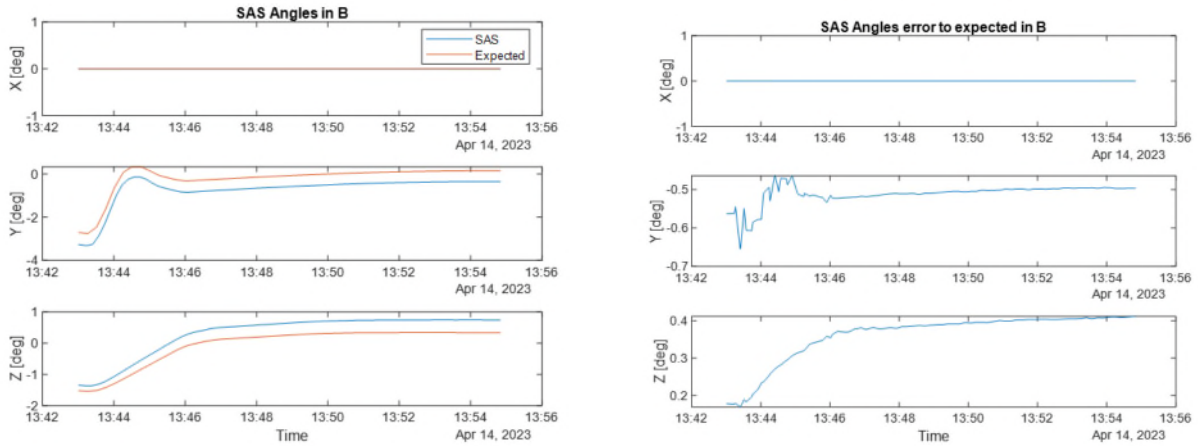 SAS Angles in B
1
0
-1
X [deg]
SAS
Expected
13:42 13:44 13:46 13:48 13:50 13:52 13:54 13:56
Apr 14, 2023
0
-2
-4
Y [deg]
13:42 13:44 13:46 13:48 13:50 13:52 13:54 13:56
Apr 14, 2023
1
0
-1
-2
Z [deg]
13:42 13:44 13:46 13:48 13:50 13:52 13:54 13:56
Time
Apr 14, 2023
SAS Angles error to expected in B
1
0
-1
X [deg]
13:42 13:44 13:46 13:48 13:50 13:52 13:54 13:56
Apr 14, 2023
-0.5
-0.6
-0.7
Y [deg]
13:42 13:44 13:46 13:48 13:50 13:52 13:54 13:56
Apr 14, 2023
0.4
0.3
0.2
Z [deg]
13:42 13:44 13:46 13:48 13:50 13:52 13:54 13:56
Time
Apr 14, 2023